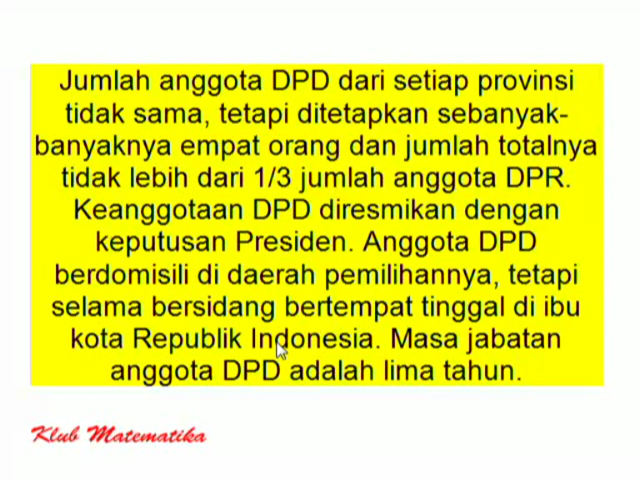 Jumlah anggota DPD dari setiap provinsi
tidak sama, tetapi ditetapkan sebanyak-
banyaknya empat orang dan jumlah totalnya
tidak lebih dari 1/3 jumlah anggota DPR.
Keanggotaan DPD diresmikan dengan
keputusan Presiden. Anggota DPD
berdomisili di daerah pemilihannya, tetapi
selama bersidang bertempat tinggal di ibu
kota Republik Indonesia. Masa jabatan
anggota DPD adalah lima tahun.
Klub Matematika